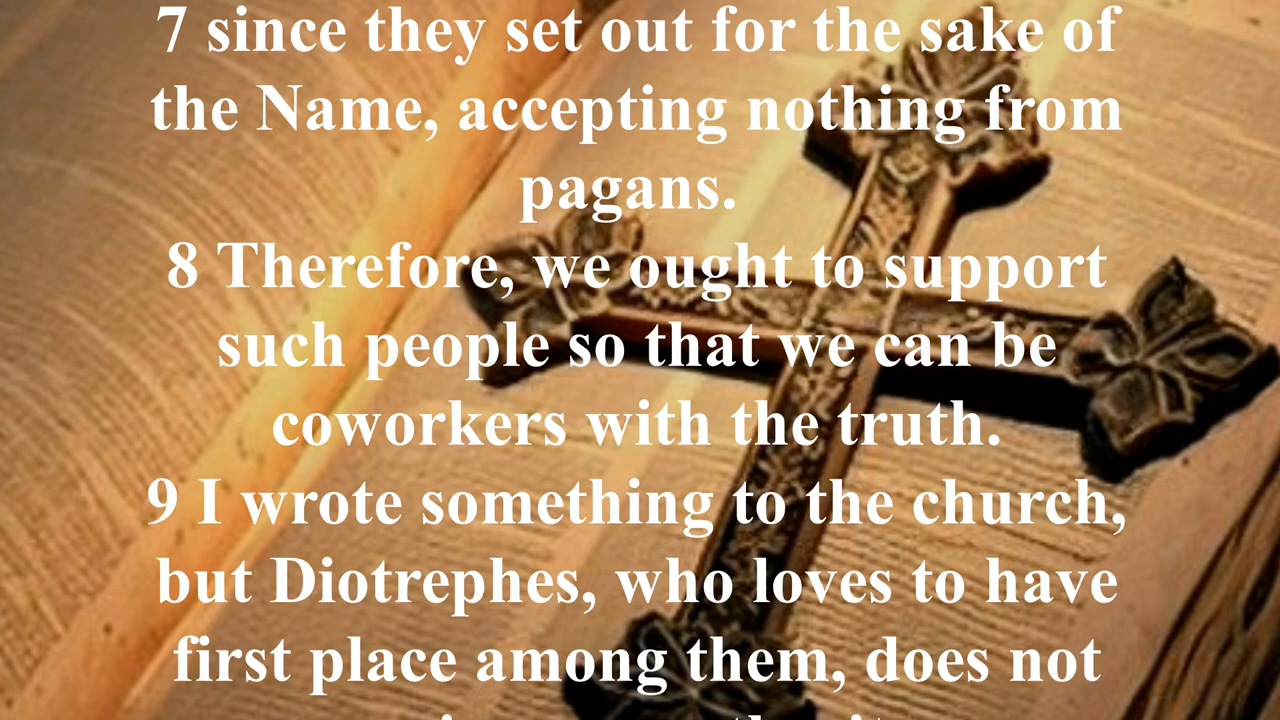 7 since they set out for the sake of
the Name, accepting nothing from
pagans.
8 Therefore, we ought to support
such people so that we can be
coworkers with the truth.
9 I wrote something to the church,
but Diotrephes, who loves to have
first place among them, does not